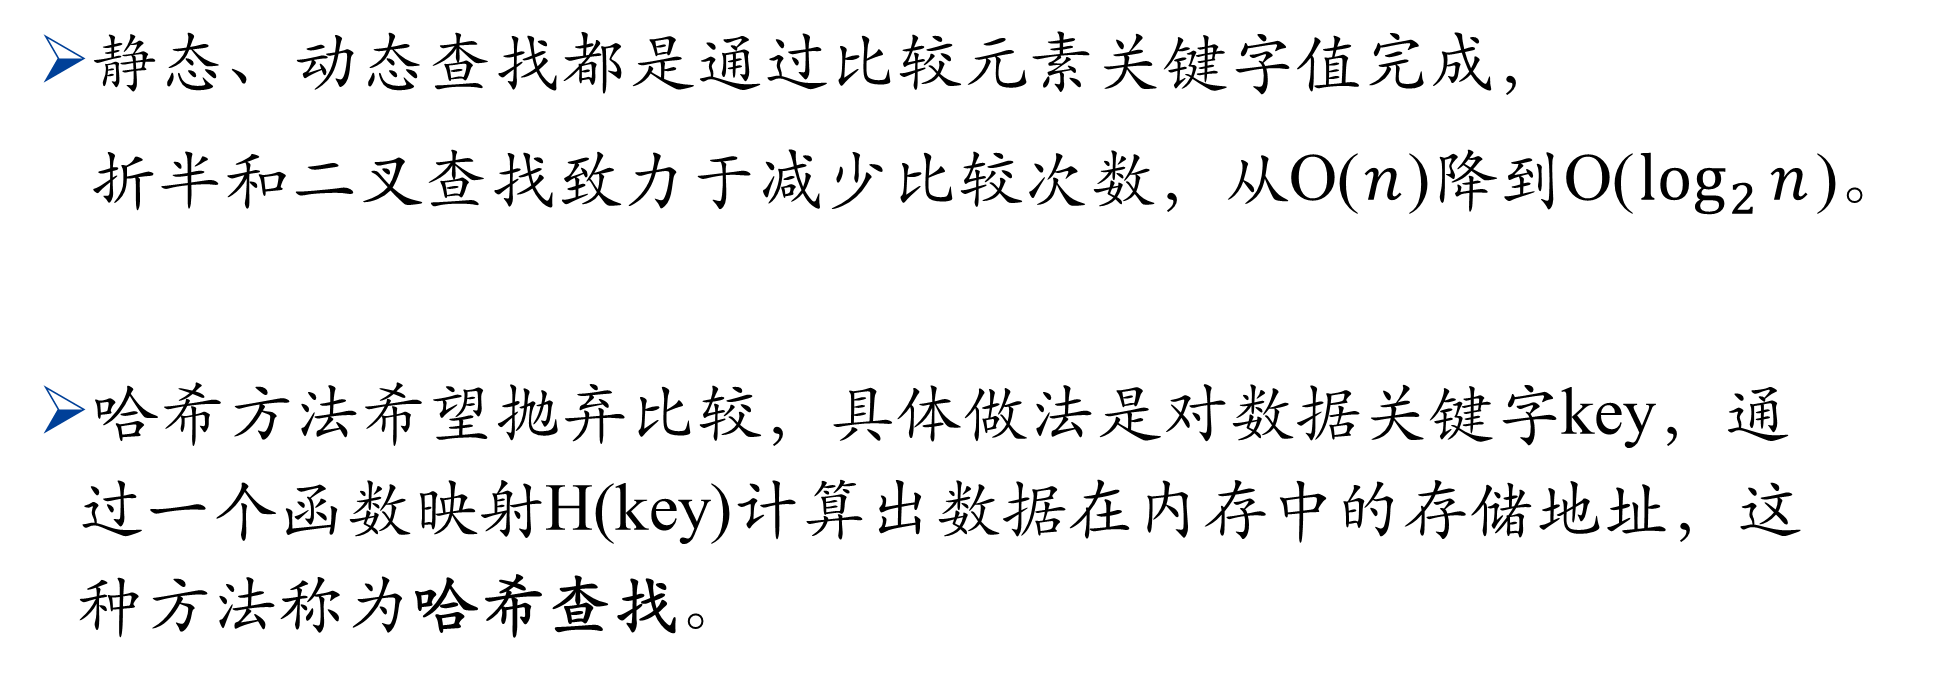 ➢静态、动态查找都是通过比较元素关键字值完成，
折半和二叉查找致力于减少比较次数，从O(n)降到O(log₂ n)。
➢哈希方法希望抛弃比较，具体做法是对数据关键字key，通
过一个函数映射H(key)计算出数据在内存中的存储地址，这
种方法称为哈希查找。